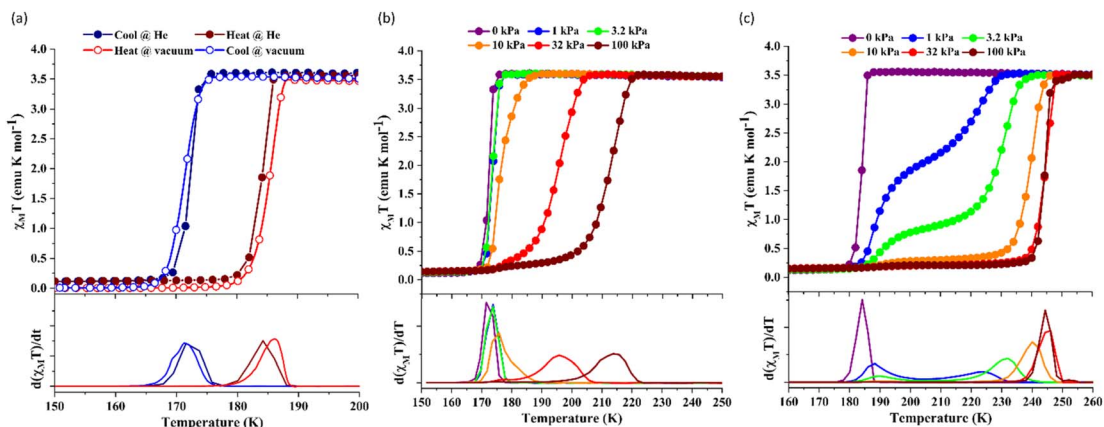 (a)
Cool @ He Heat @ He
Heat @ vacuum Cool @ vacuum
χMT (emu K mol⁻¹)
4.0
3.5
3.0
2.5
2.0
1.5
1.0
0.5
0.0
d(χMT)/dt
150 160 170 180 190 200
Temperature (K)
(b)
0 kPa 1 kPa 3.2 kPa
10 kPa 32 kPa 100 kPa
χMT (emu K mol⁻¹)
4.0
3.5
3.0
2.5
2.0
1.5
1.0
0.5
0.0
d(χMT)/dT
150 160 170 180 190 200 210 220 230 240 250
Temperature (K)
(c)
0 kPa 1 kPa 3.2 kPa
10 kPa 32 kPa 100 kPa
χMT (emu K mol⁻¹)
4.0
3.5
3.0
2.5
2.0
1.5
1.0
0.5
0.0
d(χMT)/dT
160 170 180 190 200 210 220 230 240 250 260
Temperature (K)